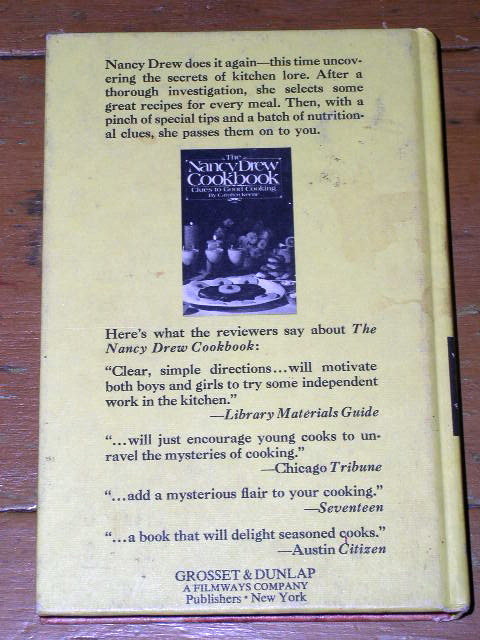 Nancy Drew does it again—this time uncov-
ering the secrets of kitchen lore. After a
thorough investigation, she selects some
great recipes for every meal. Then, with a
pinch of special tips and a batch of nutrition-
al clues, she passes them on to you.
The
Nancy Drew
Cookbook
Clues to Good Cooking
By Carolyn Keene
Here's what the reviewers say about The
Nancy Drew Cookbook:
"Clear, simple directions...will motivate
both boys and girls to try some independent
work in the kitchen."
—Library Materials Guide
"...will just encourage young cooks to un-
ravel the mysteries of cooking."
—Chicago Tribune
"...add a mysterious flair to your cooking."
—Seventeen
"...a book that will delight seasoned cooks."
—Austin Citizen
GROSSET & DUNLAP
A FILMWAYS COMPANY
Publishers • New York